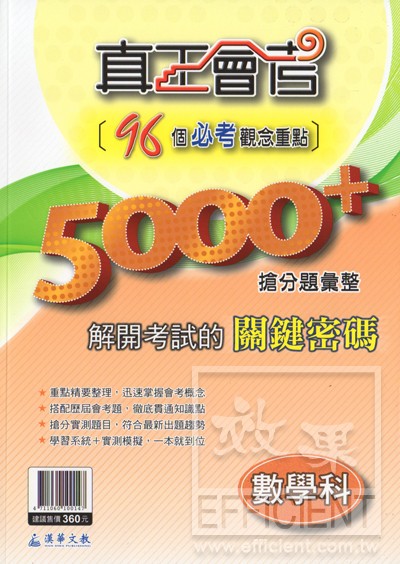 真正會考
〔96個必考觀念重點〕
5000+
搶分題彙整
解開考試的 關鍵密碼
★重點精要整理，迅速掌握會考概念
★搭配歷屆會考題，徹底貫通知識點
★搶分實測題目，符合最新出題趨勢
★學習系統＋實測模擬，一本就到位
效果
數學科
4711060100147
建議售價360元
漢華文教
EFFICIENT
www.efficient.com.tw